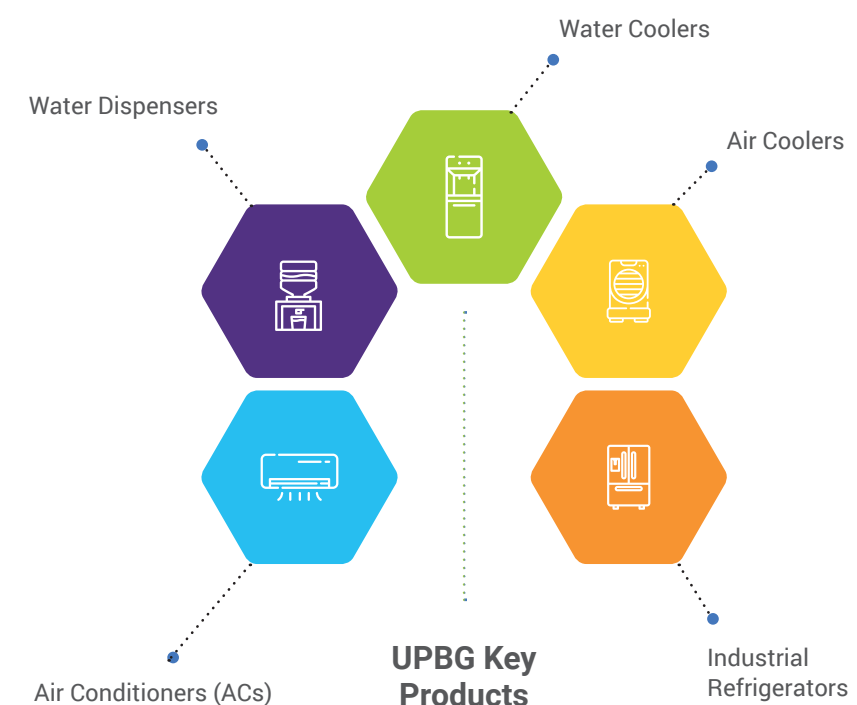 Water Coolers
Water Dispensers
Air Coolers
UPBG Key
Products
Industrial
Refrigerators
Air Conditioners (ACs)